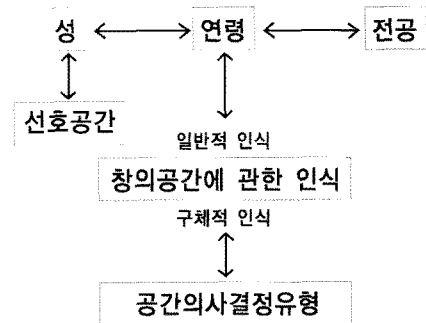 성 연령 전공
선호공간
일반적 인식
창의공간에 관한 인식
구체적 인식
공간의사결정유형